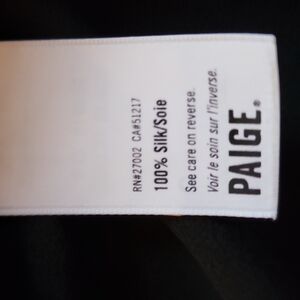 RN#27002 CA#51217
100% Silk/Soie
See care on reverse.
Voir le soin sur l'inverse.
PAIGE®